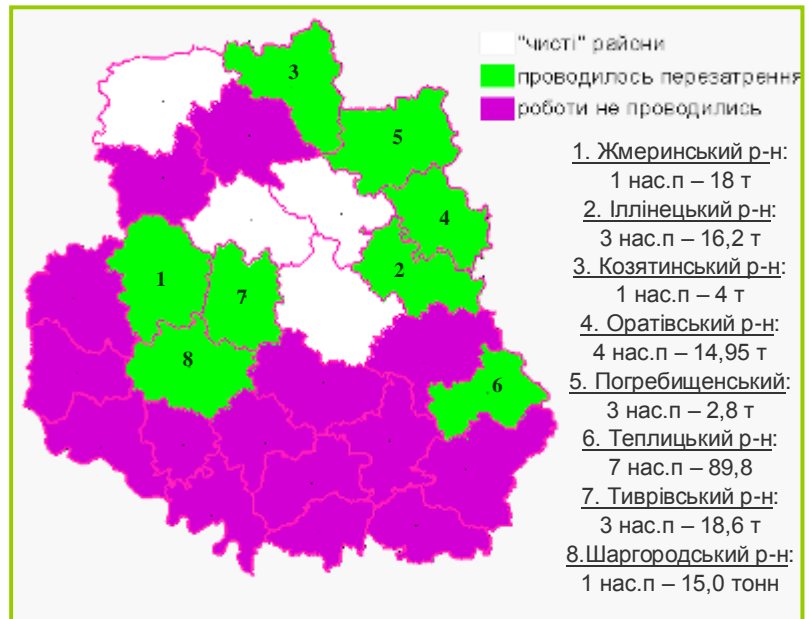 "чисті" райони
проводилось перезатрення
роботи не проводились
1. Жмеринський р-н:
1 нас.п – 18 т
2. Іллінецький р-н:
3 нас.п – 16,2 т
3. Козятинський р-н:
1 нас.п – 4 т
4. Оратівський р-н:
4 нас.п – 14,95 т
5. Погребищенський:
3 нас.п – 2,8 т
6. Теплицький р-н:
7 нас.п – 89,8
7. Тиврівський р-н:
3 нас.п – 18,6 т
8.Шаргородський р-н:
1 нас.п – 15,0 тонн
3
5
4
2
1
7
8
6